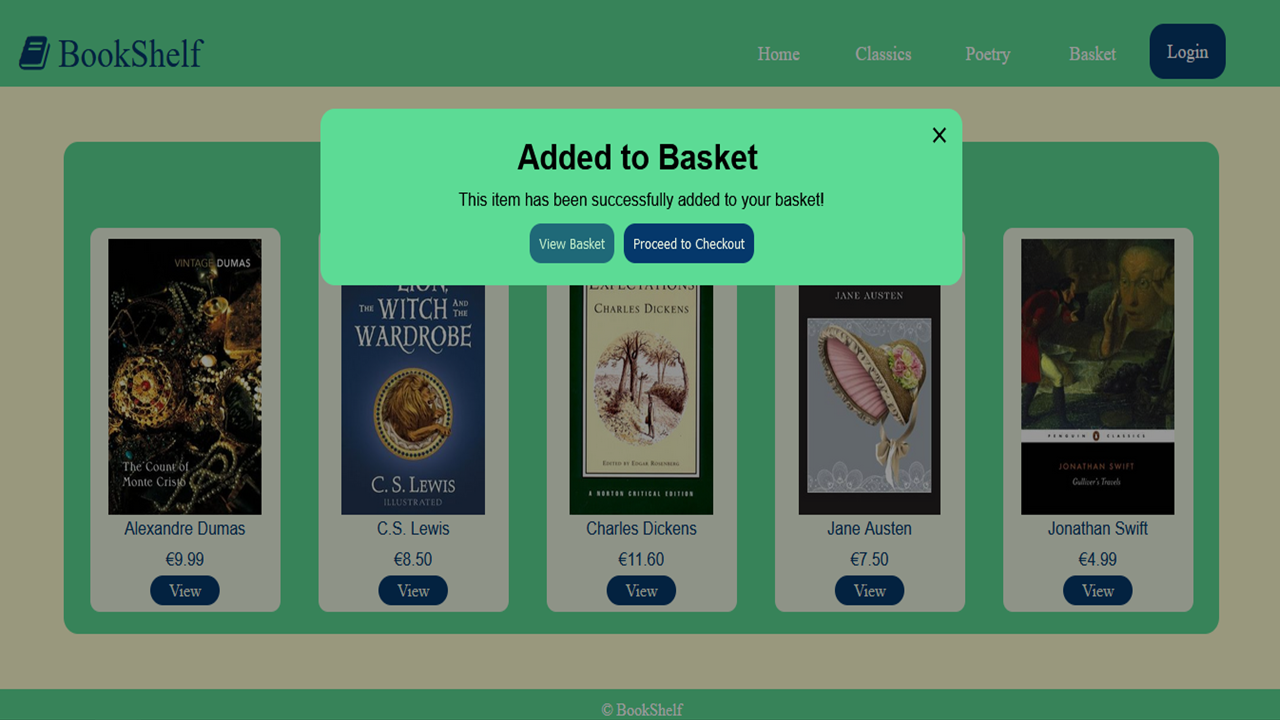 BookShelf
Home Classics Poetry Basket Login
X
Added to Basket
This item has been successfully added to your basket!
View Basket Proceed to Checkout
VINTAGE DUMAS
The Count of
Monte Cristo
Alexandre Dumas
€9.99
View
LION,
THE WITCH AND THE
WARDROBE
C. S. LEWIS
ILLUSTRATED
C.S. Lewis
€8.50
View
EXPECTATIONS
CHARLES DICKENS
EDITED BY EDGAR ROSENBERG
A NORTON CRITICAL EDITION
Charles Dickens
€11.60
View
JANE AUSTEN
Jane Austen
€7.50
View
PENGUIN CLASSICS
JONATHAN SWIFT
Gulliver's Travels
Jonathan Swift
€4.99
View
© BookShelf